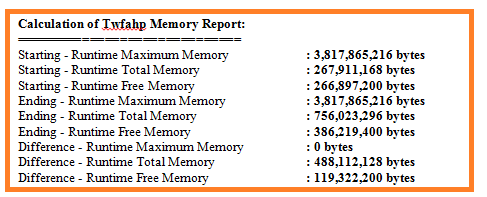 Calculation of Twfahp Memory Report:
==============================
Starting - Runtime Maximum Memory : 3,817,865,216 bytes
Starting - Runtime Total Memory : 267,911,168 bytes
Starting - Runtime Free Memory : 266,897,200 bytes
Ending - Runtime Maximum Memory : 3,817,865,216 bytes
Ending - Runtime Total Memory : 756,023,296 bytes
Ending - Runtime Free Memory : 386,219,400 bytes
Difference - Runtime Maximum Memory : 0 bytes
Difference - Runtime Total Memory : 488,112,128 bytes
Difference - Runtime Free Memory : 119,322,200 bytes